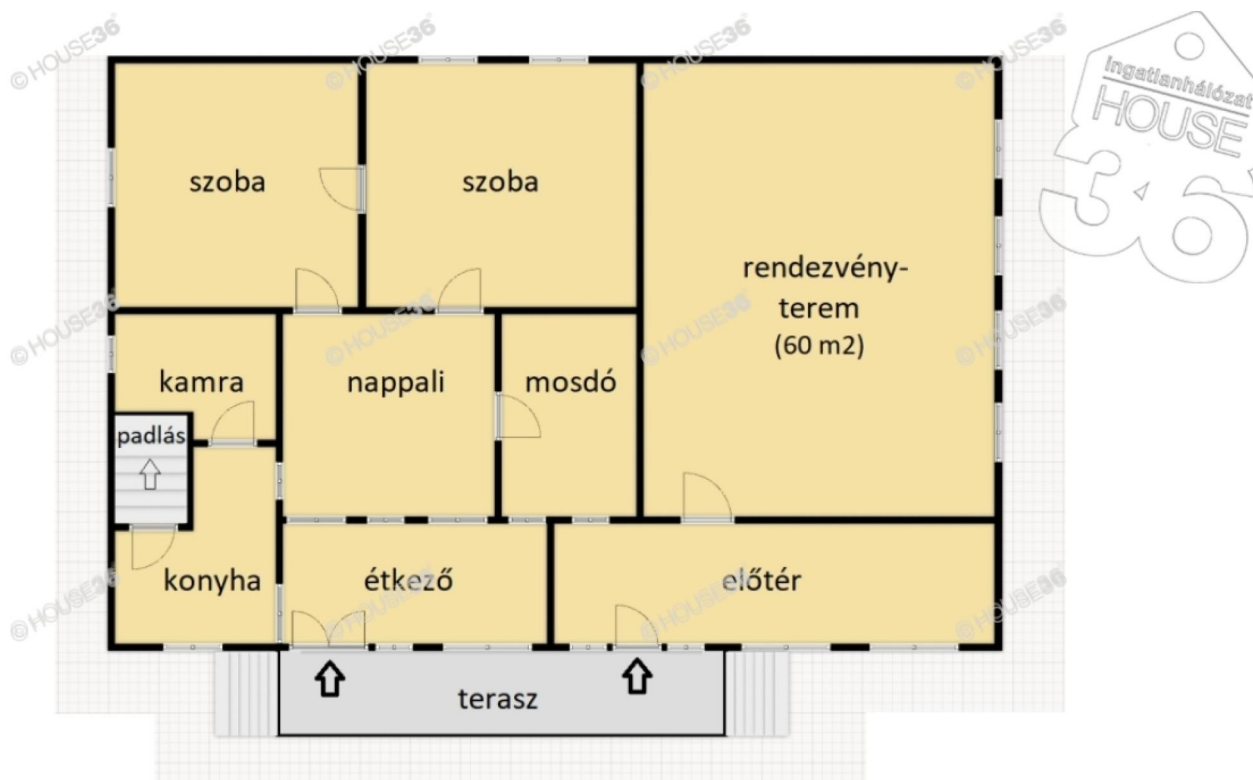 © HOUSE36
© HOUSE36
© HOUSE36
© HOUSE36
Ingatlanhálózat
HOUSE
36
szoba
szoba
rendezvény-
terem
(60 m2)
© HOUSE36
© HOUSE36
© HOUSE36
© HOUSE36
kamra
nappali
mosdó
padlás
konyha
étkező
előtér
© HOUSE36
© HOUSE36
© HOUSE36
© HOUSE36
terasz